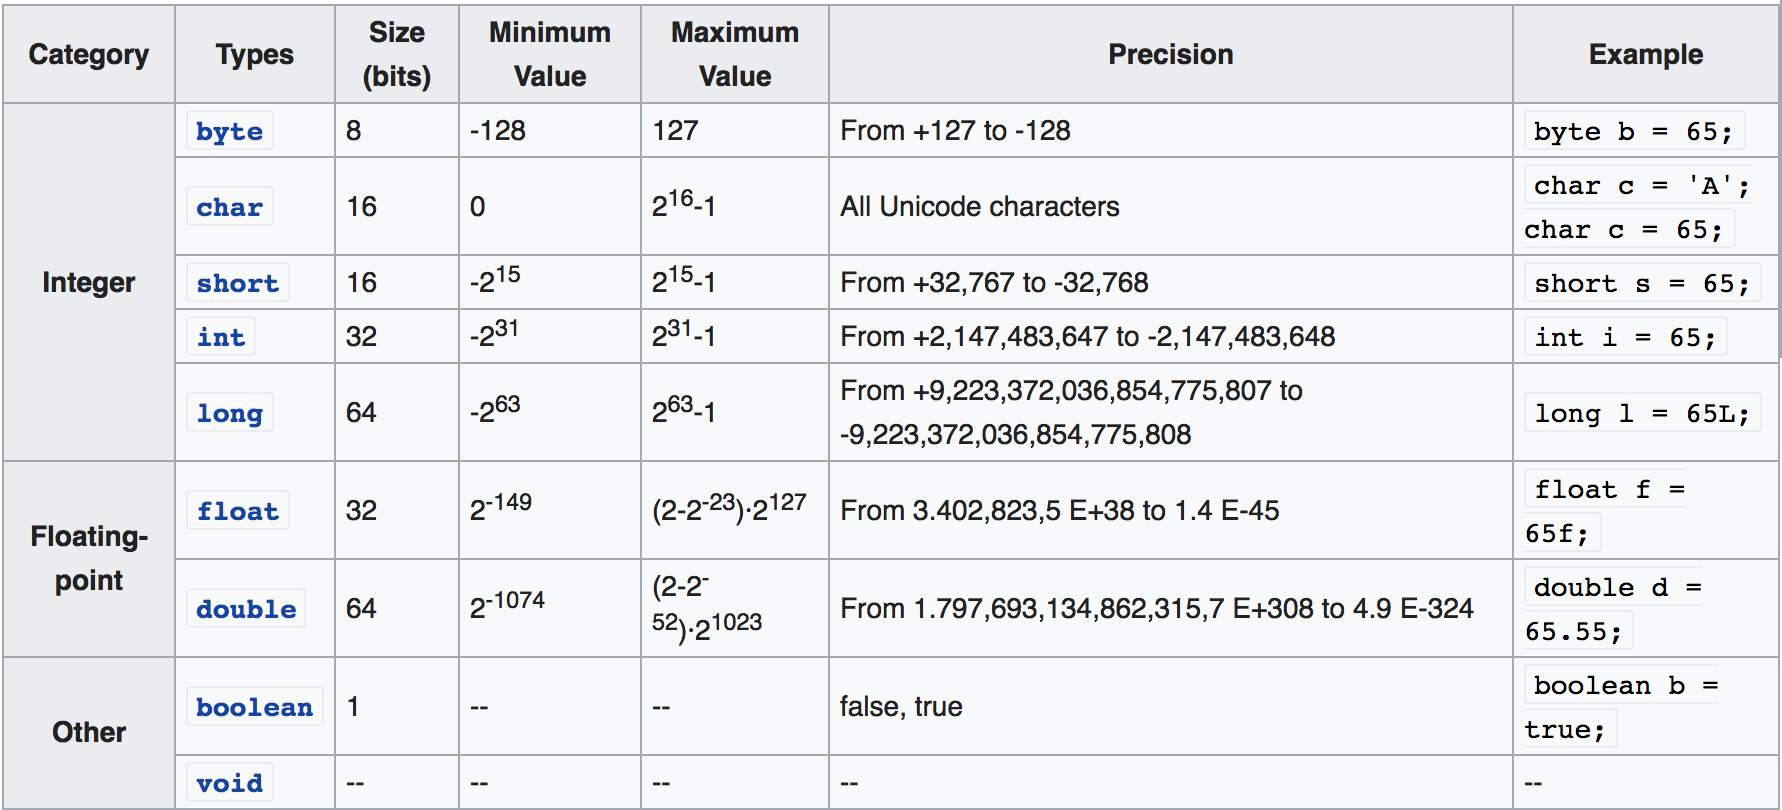 Category Types Size (bits) Minimum Value Maximum Value Precision Example
Integer
byte 8 -128 127 From +127 to -128 byte b = 65;
char 16 0 2^16-1 All Unicode characters char c = 'A';
char c = 65;
short 16 -2^15 2^15-1 From +32,767 to -32,768 short s = 65;
int 32 -2^31 2^31-1 From +2,147,483,647 to -2,147,483,648 int i = 65;
long 64 -2^63 2^63-1 From +9,223,372,036,854,775,807 to
-9,223,372,036,854,775,808 long l = 65L;
Floating-
point
float 32 2^-149 (2-2^-23)·2^127 From 3.402,823,5 E+38 to 1.4 E-45 float f =
65f;
double 64 2^-1074 (2-2^-
52)·2^1023 From 1.797,693,134,862,315,7 E+308 to 4.9 E-324 double d =
65.55;
Other
boolean 1 -- -- false, true boolean b =
true;
void -- -- -- -- --